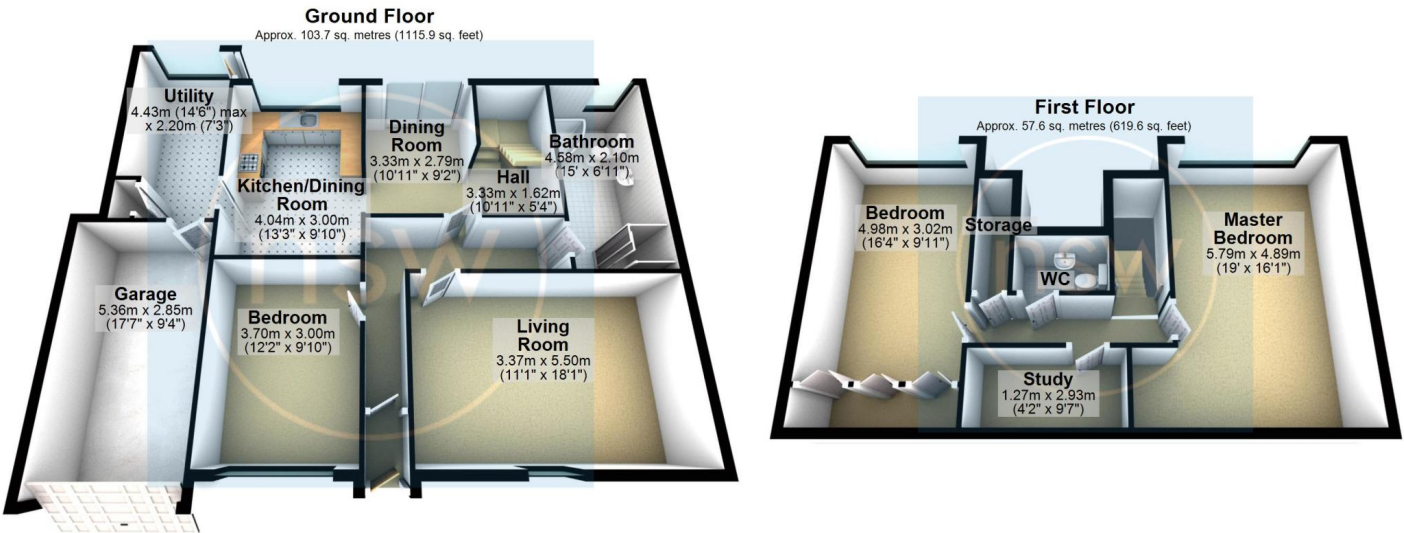 Ground Floor
Approx. 103.7 sq. metres (1115.9 sq. feet)
Utility
4.43m (14'6") max
x 2.20m (7'3")
Kitchen/Dining
Room
4.04m x 3.00m
(13'3" x 9'10")
Dining
Room
3.33m x 2.79m
(10'11" x 9'2")
Hall
3.33m x 1.62m
(10'11" x 5'4")
Bathroom
4.58m x 2.10m
(15' x 6'11")
Garage
5.36m x 2.85m
(17'7" x 9'4")
Bedroom
3.70m x 3.00m
(12'2" x 9'10")
Living
Room
3.37m x 5.50m
(11'1" x 18'1")
nsw
First Floor
Approx. 57.6 sq. metres (619.6 sq. feet)
Bedroom
4.98m x 3.02m
(16'4" x 9'11")
Storage
WC
Master
Bedroom
5.79m x 4.89m
(19' x 16'1")
Study
1.27m x 2.93m
(4'2" x 9'7")
nsw